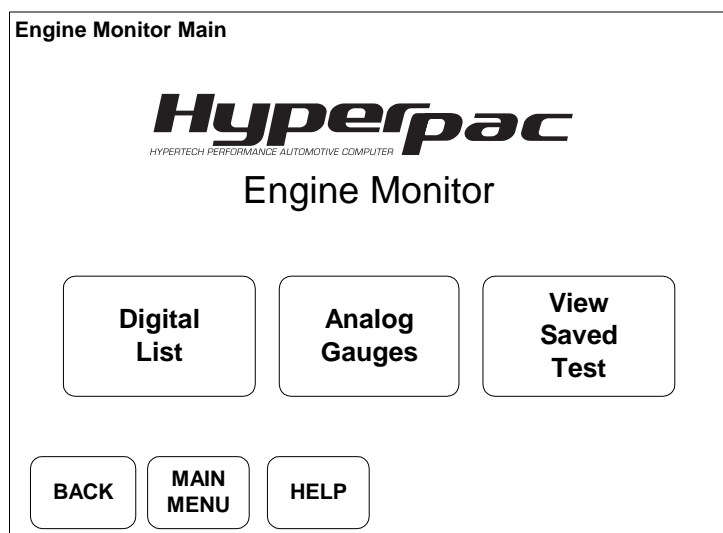 Engine Monitor Main
Hyperpac
HYPERTECH PERFORMANCE AUTOMOTIVE COMPUTER
Engine Monitor
Digital
List
Analog
Gauges
View
Saved
Test
BACK
MAIN
MENU
HELP